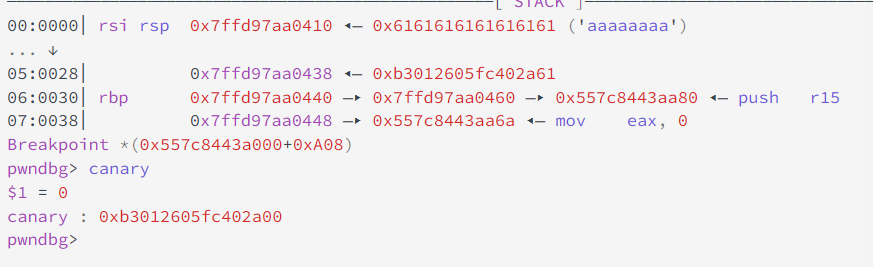 [ STACK ]
00:0000│ rsi rsp 0x7ffd97aa0410 ◂— 0x6161616161616161 ('aaaaaaaa')
... ↓
05:0028│ 0x7ffd97aa0438 ◂— 0xb3012605fc402a61
06:0030│ rbp 0x7ffd97aa0440 —▸ 0x7ffd97aa0460 —▸ 0x557c8443aa80 ◂— push r15
07:0038│ 0x7ffd97aa0448 —▸ 0x557c8443aa6a ◂— mov eax, 0
Breakpoint *(0x557c8443a000+0xA08)
pwndbg> canary
$1 = 0
canary : 0xb3012605fc402a00
pwndbg>